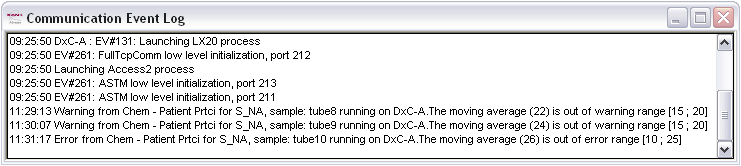 Communication Event Log
09:25:50 DxC-A : EV#131: Launching LX20 process
09:25:50 EV#261: FullTcpComm low level initialization, port 212
09:25:50 Launching Access2 process
09:25:50 EV#261: ASTM low level initialization, port 213
09:25:50 EV#261: ASTM low level initialization, port 211
11:29:13 Warning from Chem - Patient Prtcl for S_NA, sample: tube8 running on DxC-A.The moving average (22) is out of warning range [15 ; 20]
11:30:07 Warning from Chem - Patient Prtcl for S_NA, sample: tube9 running on DxC-A.The moving average (24) is out of warning range [15 ; 20]
11:31:17 Error from Chem - Patient Prtcl for S_NA, sample: tube10 running on DxC-A.The moving average (26) is out of error range [10 ; 25]